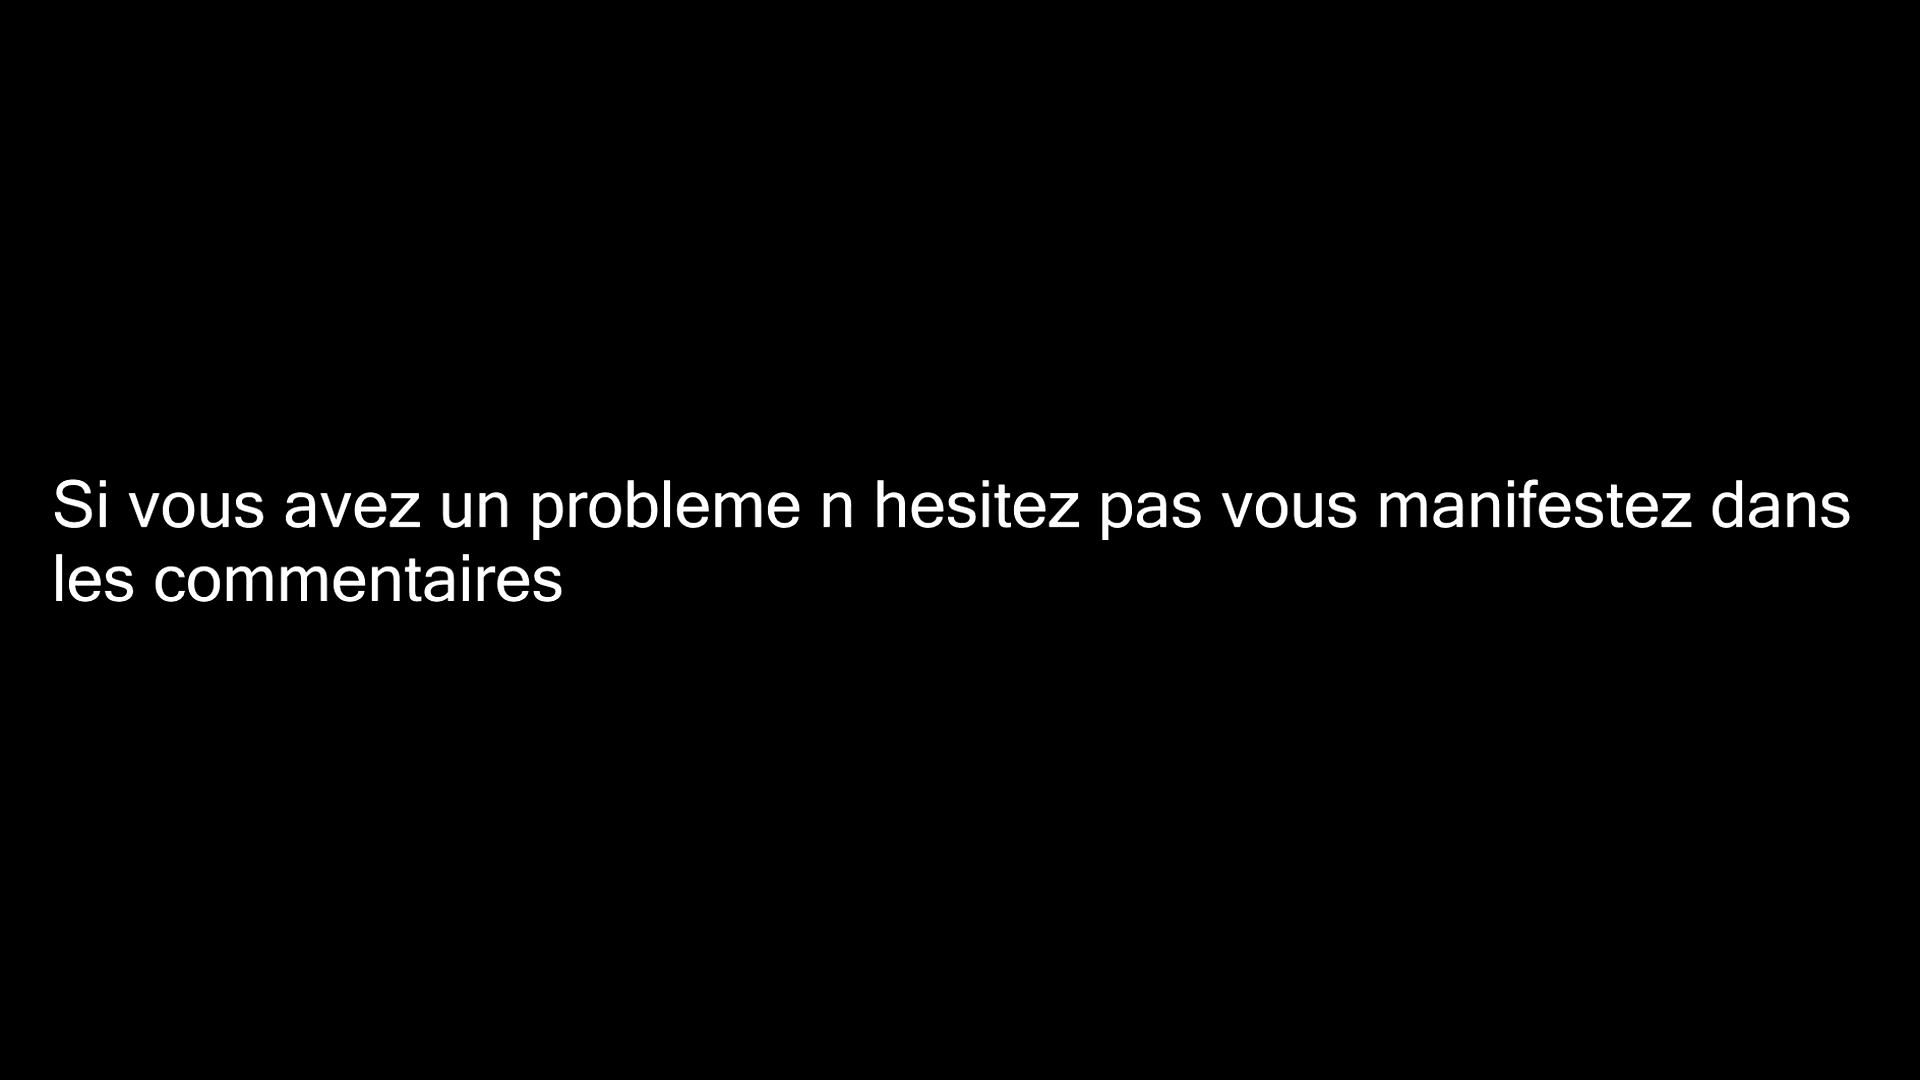 Si vous avez un probleme n hesitez pas vous manifestez dans
les commentaires